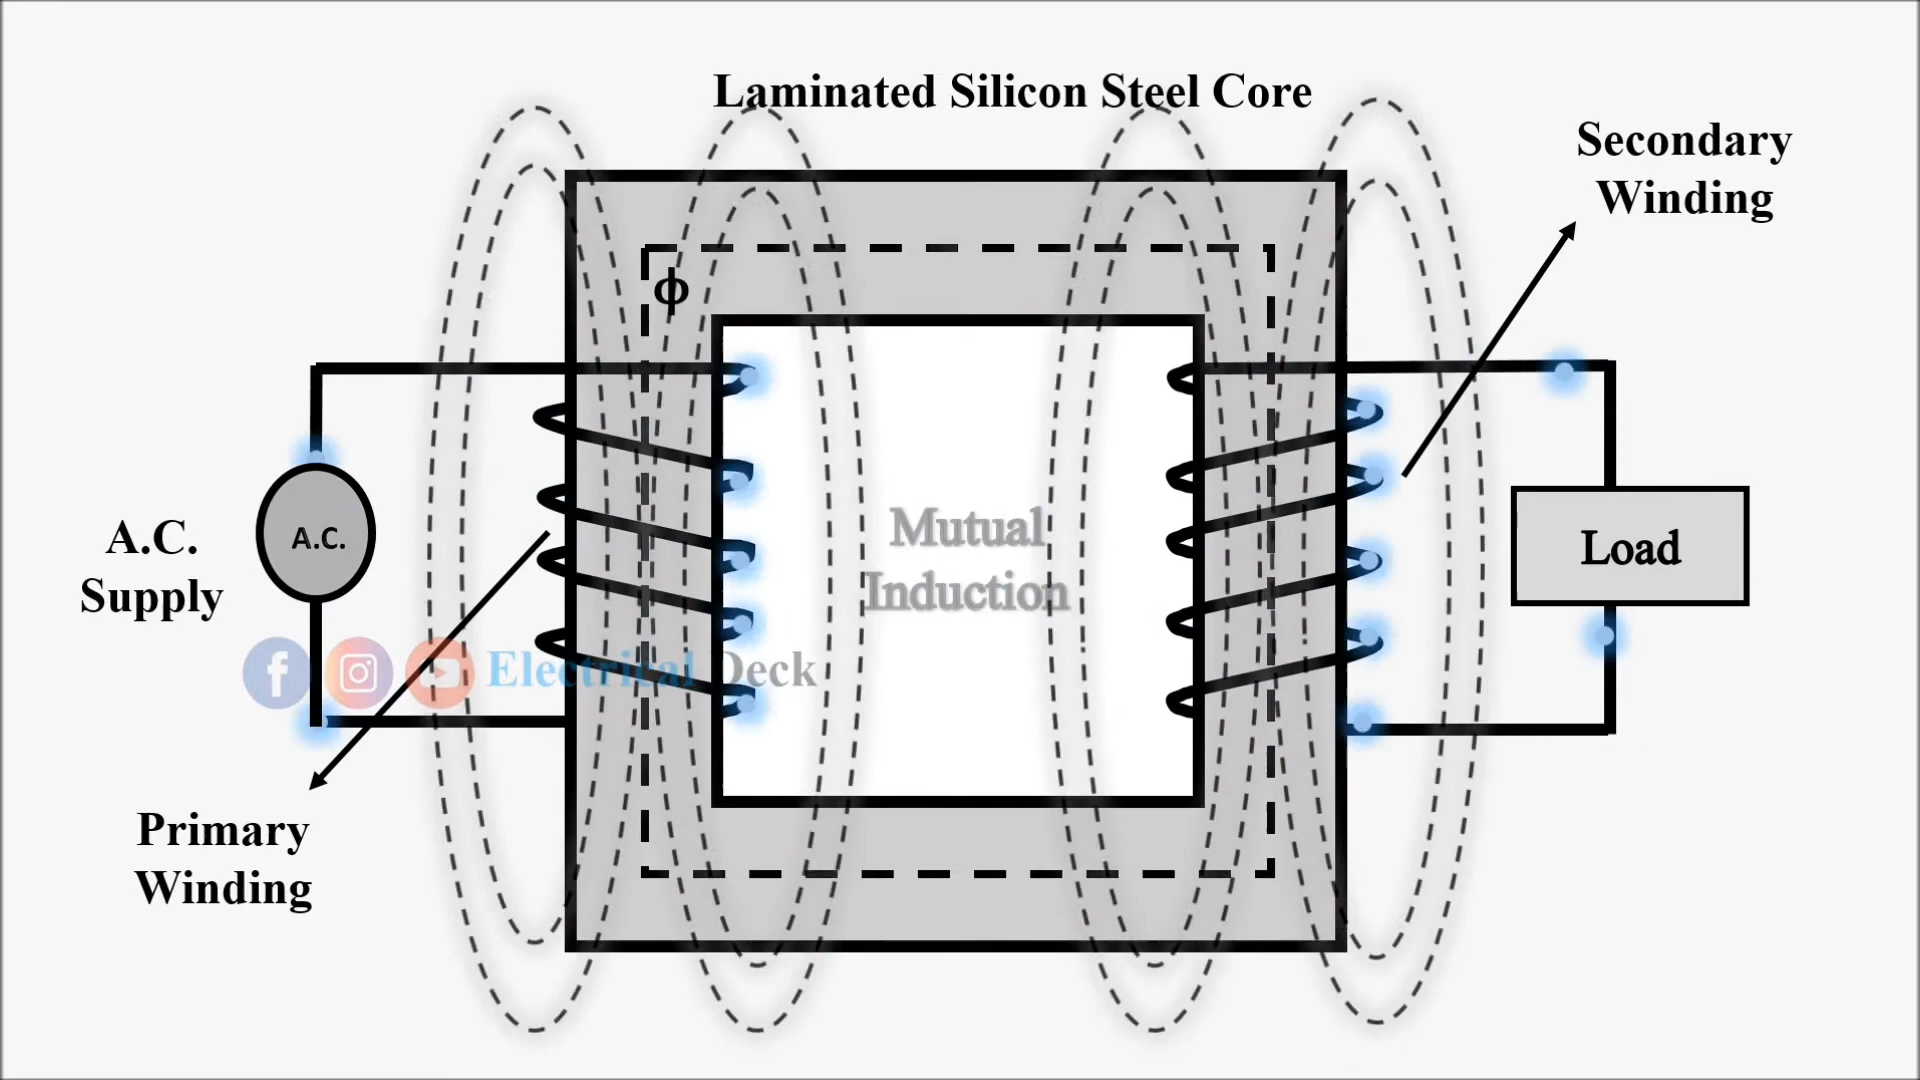 Laminated Silicon Steel Core
Secondary
Winding
ϕ
A.C.
Supply
A.C.
Mutual
Induction
Load
Electrical Deck
Primary
Winding